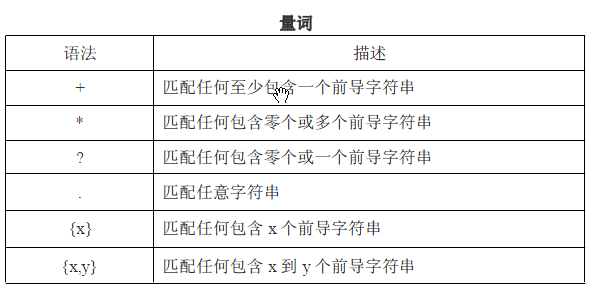 量词
语法 描述
+ 匹配任何至少包含一个前导字符串
* 匹配任何包含零个或多个前导字符串
? 匹配任何包含零个或一个前导字符串
. 匹配任意字符串
{x} 匹配任何包含 x 个前导字符串
{x,y} 匹配任何包含 x 到 y 个前导字符串